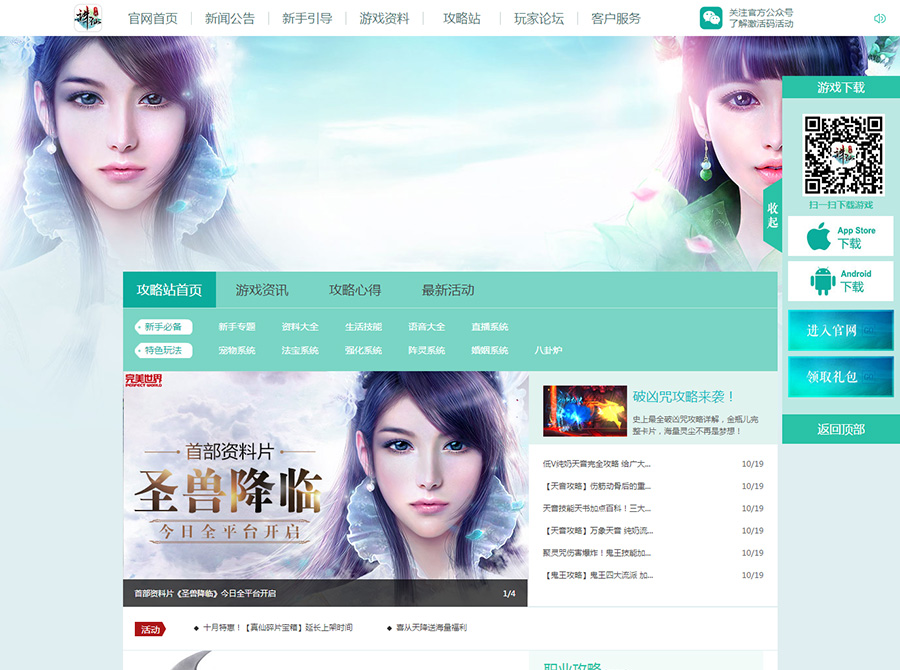 诛仙
官网首页
新闻公告
新手引导
游戏资料
攻略站
玩家论坛
客户服务
关注官方公众号
了解激活码活动
游戏下载
诛仙
扫一扫下载游戏
收起
App Store
下载
Android
下载
进入官网 GO
领取礼包 GO
返回顶部
攻略站首页
游戏资讯
攻略心得
最新活动
新手必备
新手专题
资料大全
生活技能
语音大全
直播系统
特色玩法
宠物系统
法宝系统
强化系统
阵灵系统
婚姻系统
八卦炉
完美世界
PERFECT WORLD
首部资料片
圣兽降临
今日全平台开启
首部资料片《圣兽降临》今日全平台开启
1/4
破凶咒攻略来袭！
史上最全破凶咒攻略详解，金瓶儿完
整卡片，海量灵尘不再是梦想！
低V纯奶天音完全攻略 给广大...
10/19
【天音攻略】伤筋动骨后的重...
10/19
天音技能天书加点百科！三大...
10/19
【天音攻略】万象天音 纯奶流...
10/19
聚灵咒伤害爆炸！鬼王技能加...
10/19
【鬼王攻略】鬼王四大流派 加...
10/19
活动
◆ 十月特惠！【真仙碎片宝箱】延长上架时间
◆ 喜从天降送海量福利
职业攻略